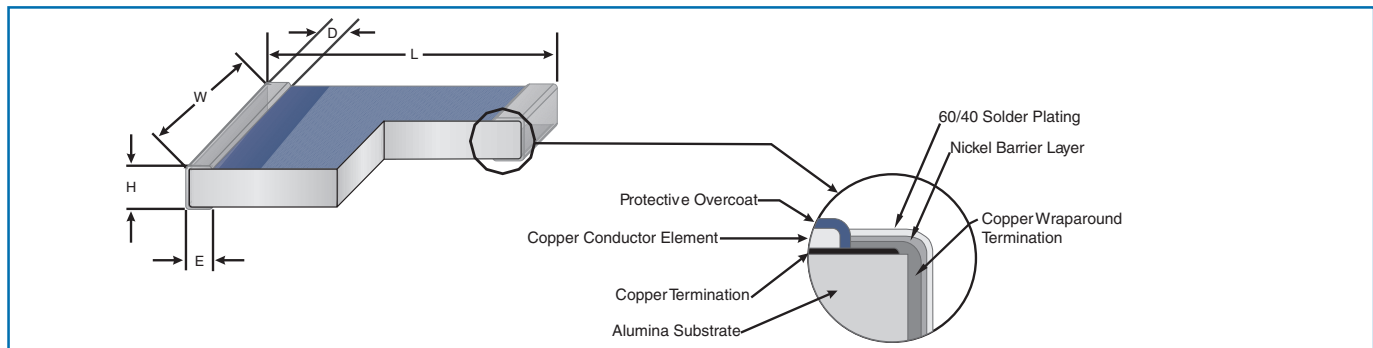 D
L
W
H
E
60/40 Solder Plating
Nickel Barrier Layer
Protective Overcoat
Copper Wraparound
Termination
Copper Conductor Element
Copper Termination
Alumina Substrate